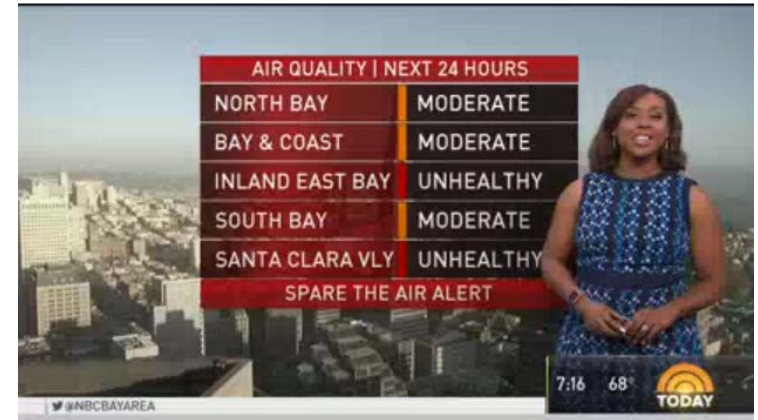 AIR QUALITY | NEXT 24 HOURS
NORTH BAY MODERATE
BAY & COAST MODERATE
INLAND EAST BAY UNHEALTHY
SOUTH BAY MODERATE
SANTA CLARA VLY UNHEALTHY
SPARE THE AIR ALERT
7:16 68°
TODAY
@NBCBAYAREA